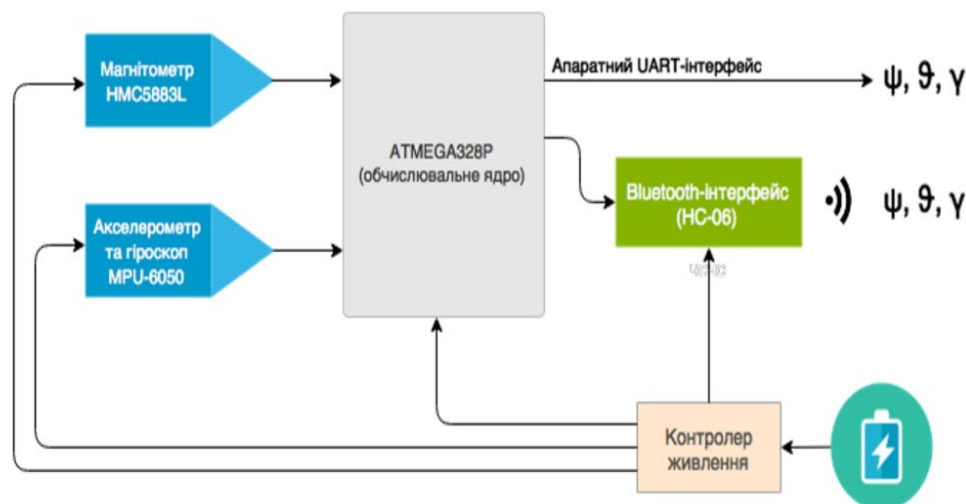 Магнітометр
HMC5883L
Акселерометр
та гіроскоп
MPU-6050
ATMEGA328P
(обчислювальне ядро)
Апаратний UART-інтерфейс
ψ, ϑ, γ
Bluetooth-інтерфейс
(HC-06)
ψ, ϑ, γ
Контролер
живлення